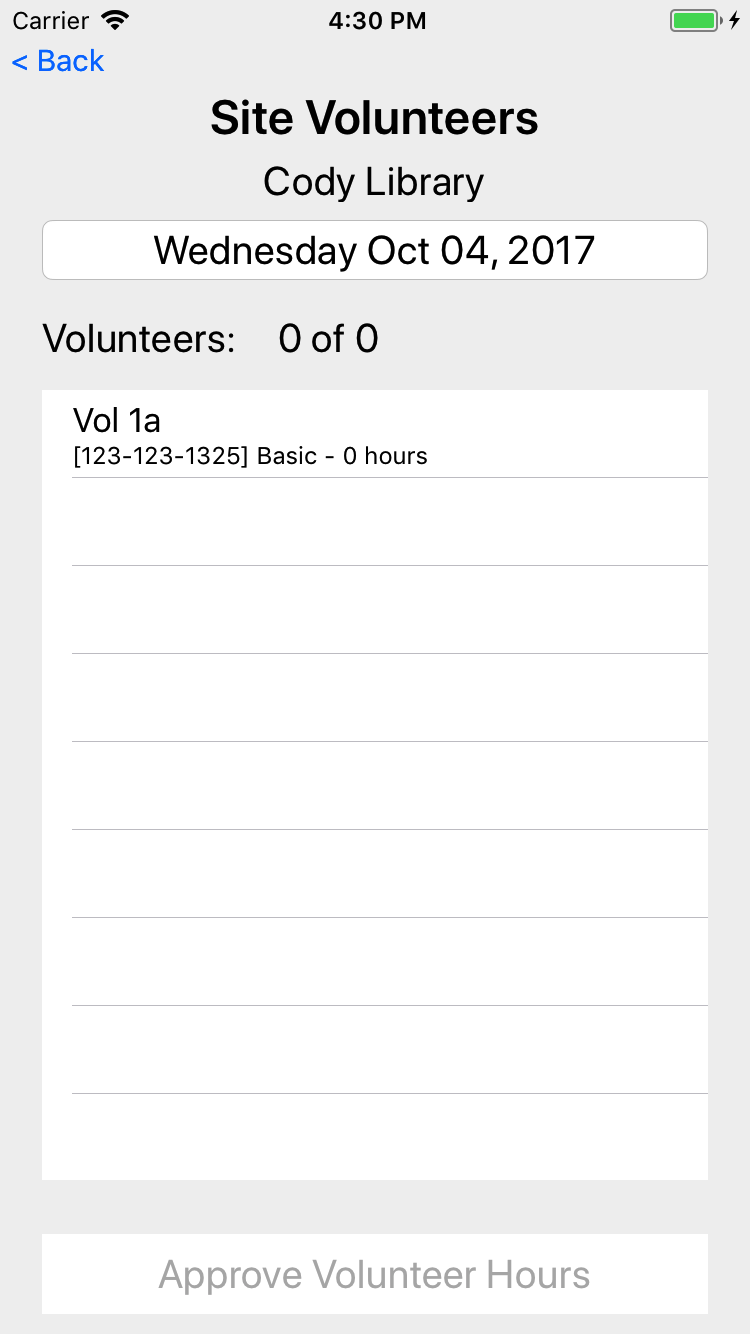 Carrier 4:30 PM
< Back
Site Volunteers
Cody Library
Wednesday Oct 04, 2017
Volunteers: 0 of 0
Vol 1a
[123-123-1325] Basic - 0 hours
Approve Volunteer Hours